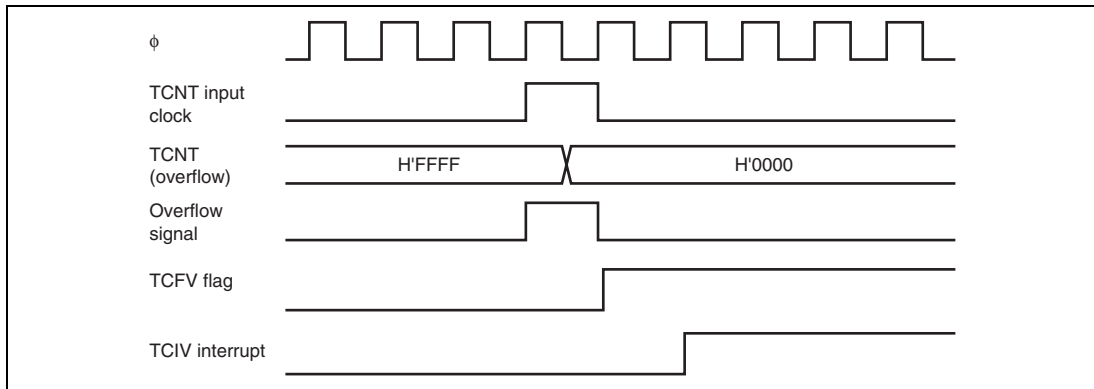 φ
TCNT input
clock
TCNT
(overflow)
H'FFFF
H'0000
Overflow
signal
TCFV flag
TCIV interrupt